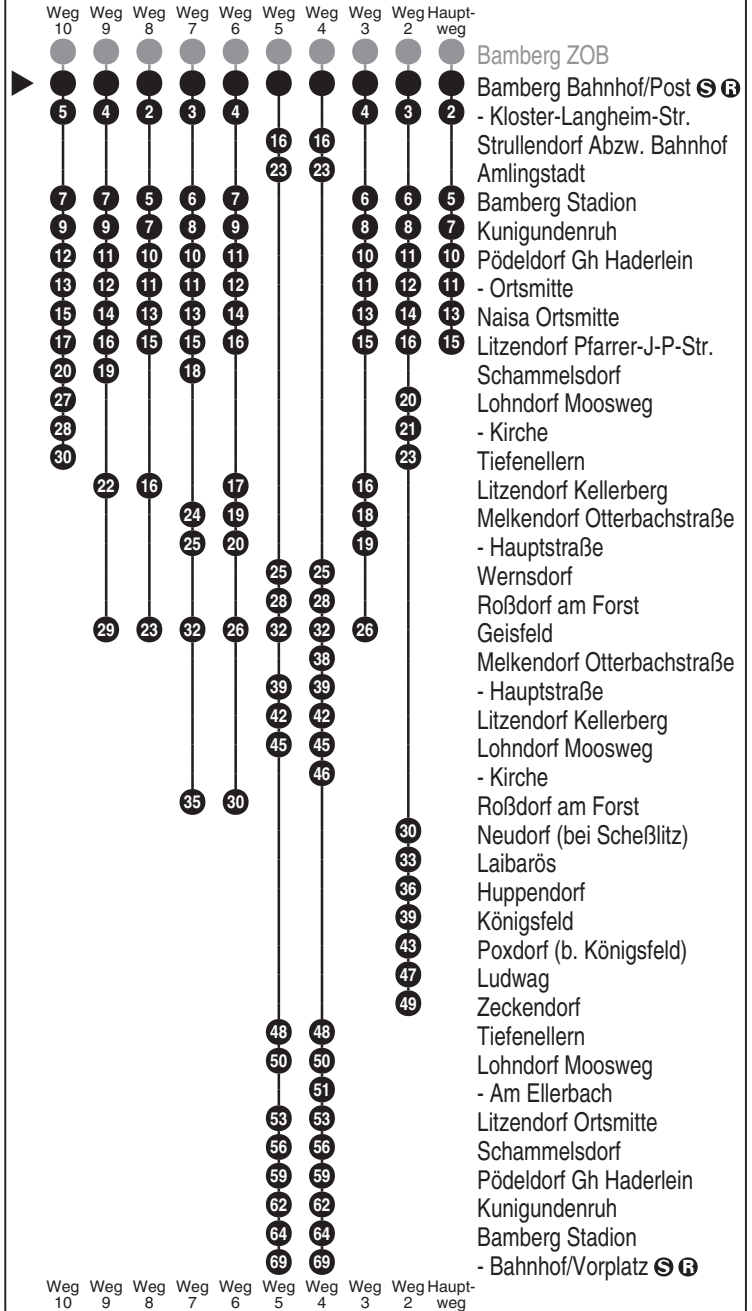 Weg Weg Weg Weg Weg Weg Weg Weg Weg Haupt-
10 9 8 7 6 5 4 3 2 weg
Bamberg ZOB
Bamberg Bahnhof/Post S R
5 4 2 3 4 4 3 2 - Kloster-Langheim-Str.
16 16 Strullendorf Abzw. Bahnhof
23 23 Amlingstadt
7 7 5 6 7 6 6 5 Bamberg Stadion
9 9 7 8 9 8 8 7 Kunigundenruh
12 11 10 10 11 10 11 10 Pödeldorf Gh Haderlein
13 12 11 11 12 11 12 11 - Ortsmitte
15 14 13 13 14 13 14 13 Naisa Ortsmitte
17 16 15 15 16 15 16 15 Litzendorf Pfarrer-J-P-Str.
20 19 18 Schammelsdorf
27 20 Lohndorf Moosweg
28 21 - Kirche
30 23 Tiefenellern
22 16 17 16 Litzendorf Kellerberg
24 19 18 Melkendorf Otterbachstraße
25 20 19 - Hauptstraße
25 25 Wernsdorf
28 28 Roßdorf am Forst
29 23 32 26 32 32 26 Geisfeld
38 Melkendorf Otterbachstraße
39 39 - Hauptstraße
42 42 Litzendorf Kellerberg
45 45 Lohndorf Moosweg
46 - Kirche
35 30 Roßdorf am Forst
30 Neudorf (bei Scheßlitz)
33 Laibarös
36 Huppendorf
39 Königsfeld
43 Poxdorf (b. Königsfeld)
47 Ludwag
49 Zeckendorf
48 48 Tiefenellern
50 50 Lohndorf Moosweg
51 - Am Ellerbach
53 53 Litzendorf Ortsmitte
56 56 Schammelsdorf
59 59 Pödeldorf Gh Haderlein
62 62 Kunigundenruh
64 64 Bamberg Stadion
69 69 - Bahnhof/Vorplatz S R
Weg Weg Weg Weg Weg Weg Weg Weg Weg Haupt-
10 9 8 7 6 5 4 3 2 weg